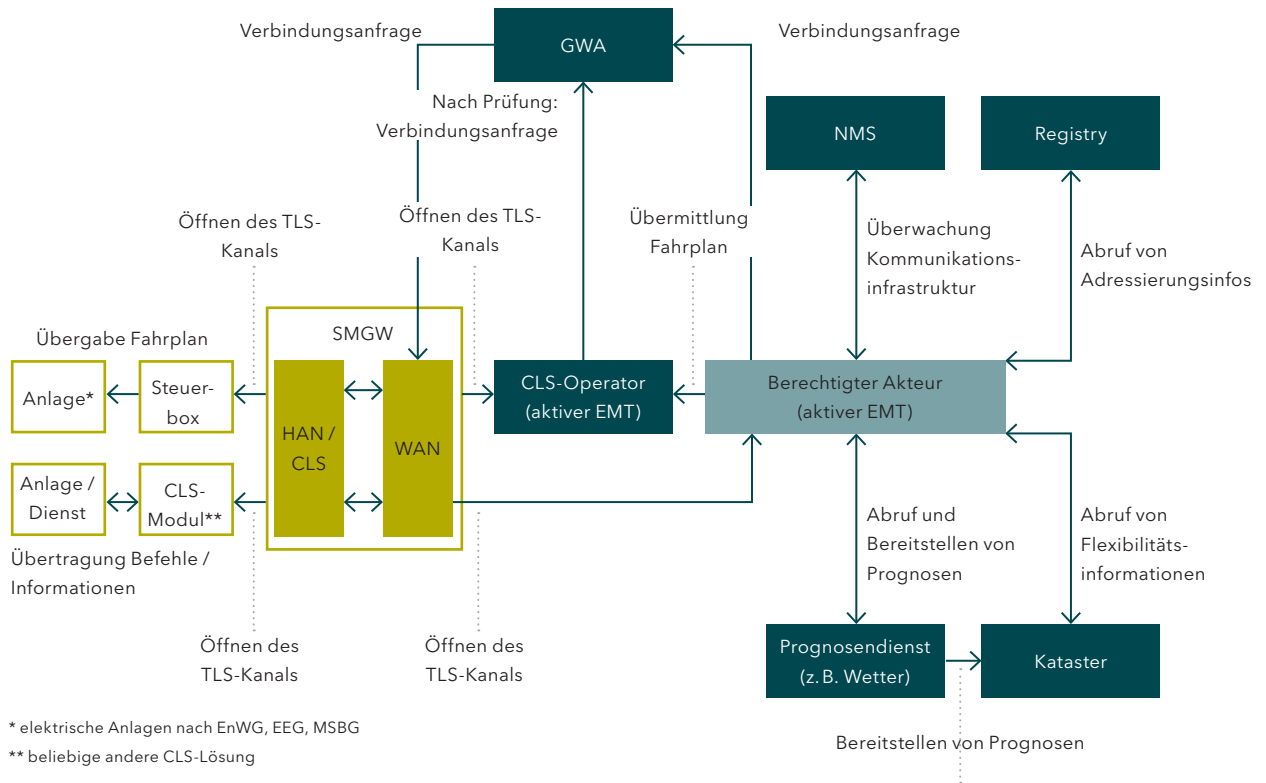 Verbindungsanfrage
GWA
Verbindungsanfrage
Nach Prüfung:
Verbindungsanfrage
NMS
Registry
Öffnen des TLS-
Kanals
Öffnen des TLS-
Kanals
Übermittlung
Fahrplan
Überwachung
Kommunikations-
infrastruktur
Abruf von
Adressierungsinfos
Übergabe Fahrplan
SMGW
Anlage*
Steuer-
box
HAN /
CLS
WAN
CLS-Operator
(aktiver EMT)
Berechtigter Akteur
(aktiver EMT)
Anlage /
Dienst
CLS-
Modul**
Übertragung Befehle /
Informationen
Abruf und
Bereitstellen von
Prognosen
Abruf von
Flexibilitäts-
informationen
Öffnen des
TLS-Kanals
Öffnen des
TLS-Kanals
Prognosendienst
(z. B. Wetter)
Kataster
* elektrische Anlagen nach EnWG, EEG, MSBG
** beliebige andere CLS-Lösung
Bereitstellen von Prognosen